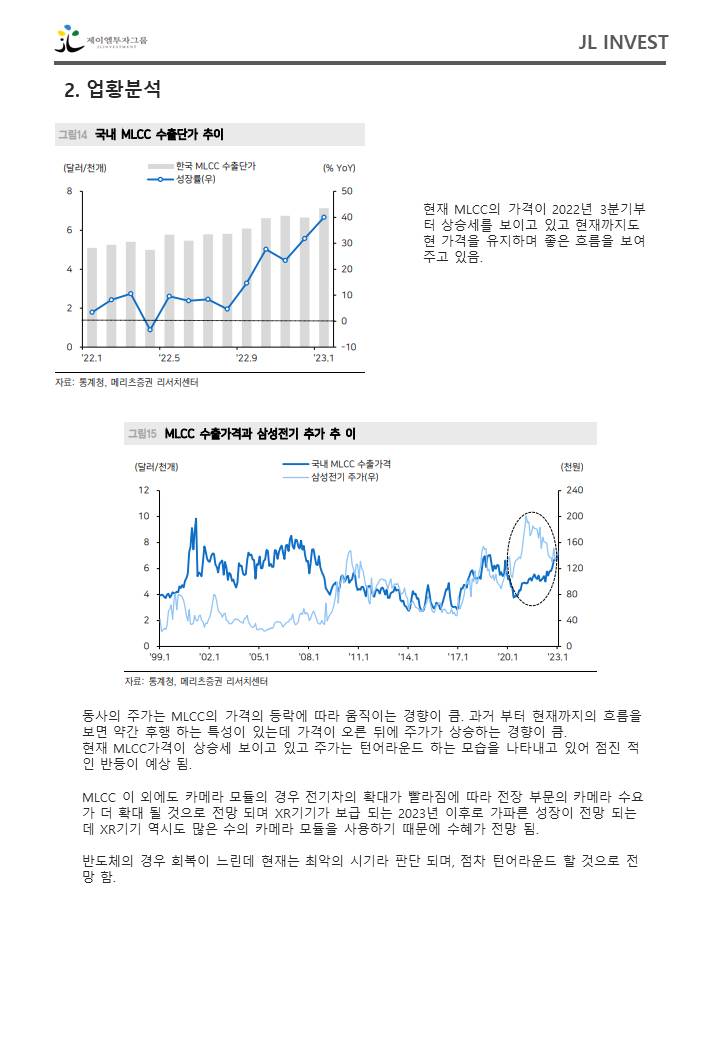 제이엘투자그룹
JLINVESTMENT
JL INVEST
2. 업황분석
그림14 국내 MLCC 수출단가 추이
(달러/천개)
한국 MLCC 수출단가
성장률(우)
(% YoY)
8
6
4
2
0
50
40
30
20
10
0
-10
'22.1
'22.5
'22.9
'23.1
자료: 통계청, 메리츠증권 리서치센터
현재 MLCC의 가격이 2022년 3분기부
터 상승세를 보이고 있고 현재까지도
현 가격을 유지하며 좋은 흐름을 보여
주고 있음.
그림15 MLCC 수출가격과 삼성전기 추가 추 이
(달러/천개)
국내 MLCC 수출가격
삼성전기 주가(우)
(천원)
12
10
8
6
4
2
0
240
200
160
120
80
40
0
'99.1
'02.1
'05.1
'08.1
'11.1
'14.1
'17.1
'20.1
'23.1
자료: 통계청, 메리츠증권 리서치센터
동사의 주가는 MLCC의 가격의 등락에 따라 움직이는 경향이 큼. 과거 부터 현재까지의 흐름을
보면 약간 후행 하는 특성이 있는데 가격이 오른 뒤에 주가가 상승하는 경향이 큼.
현재 MLCC가격이 상승세 보이고 있고 주가는 턴어라운드 하는 모습을 나타내고 있어 점진 적
인 반등이 예상 됨.
MLCC 이 외에도 카메라 모듈의 경우 전기차의 확대가 빨라짐에 따라 전장 부문의 카메라 수요
가 더 확대 될 것으로 전망 되며 XR기기가 보급 되는 2023년 이후로 가파른 성장이 전망 되는
데 XR기기 역시도 많은 수의 카메라 모듈을 사용하기 때문에 수혜가 전망 됨.
반도체의 경우 회복이 느린데 현재는 최악의 시기라 판단 되며, 점차 턴어라운드 할 것으로 전
망 함.